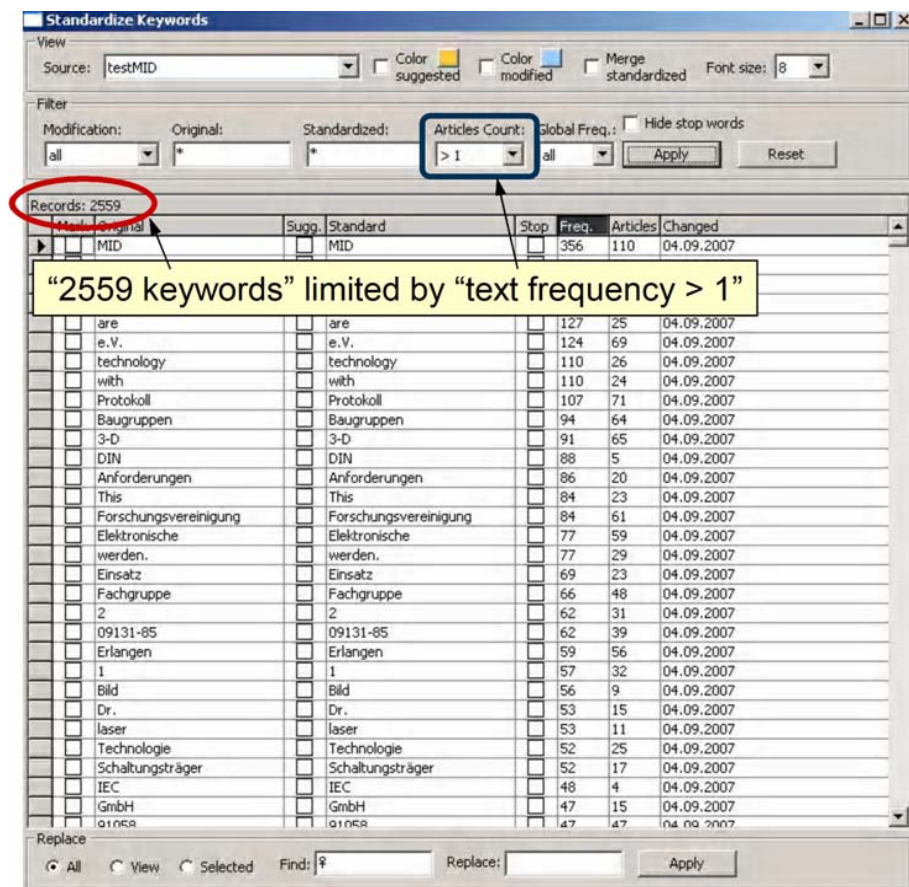 Standardize Keywords
View
Source: testMID Color suggested Color modified Merge standardized Font size: 8
Filter
Modification: Original: Standardized: Articles Count: Global Freq.: Hide stop words
all * * > 1 all Apply Reset
Records: 2559
Mark Original Sugg. Standard Stop Freq. Articles Changed
MID MID 356 110 04.09.2007
“2559 keywords” limited by “text frequency > 1”
are are 127 25 04.09.2007
e.V. e.V. 124 69 04.09.2007
technology technology 110 26 04.09.2007
with with 110 24 04.09.2007
Protokoll Protokoll 107 71 04.09.2007
Baugruppen Baugruppen 94 64 04.09.2007
3-D 3-D 91 65 04.09.2007
DIN DIN 88 5 04.09.2007
Anforderungen Anforderungen 86 20 04.09.2007
This This 84 23 04.09.2007
Forschungsvereinigung Forschungsvereinigung 84 61 04.09.2007
Elektronische Elektronische 77 59 04.09.2007
werden. werden. 77 29 04.09.2007
Einsatz Einsatz 69 23 04.09.2007
Fachgruppe Fachgruppe 66 48 04.09.2007
2 2 62 31 04.09.2007
09131-85 09131-85 62 39 04.09.2007
Erlangen Erlangen 59 56 04.09.2007
1 1 57 32 04.09.2007
Bild Bild 56 9 04.09.2007
Dr. Dr. 53 15 04.09.2007
laser laser 53 11 04.09.2007
Technologie Technologie 52 25 04.09.2007
Schaltungsträger Schaltungsträger 52 17 04.09.2007
IEC IEC 48 4 04.09.2007
GmbH GmbH 47 15 04.09.2007
91058 91058 47 47 04.09.2007
Replace
All View Selected Find: Replace: Apply